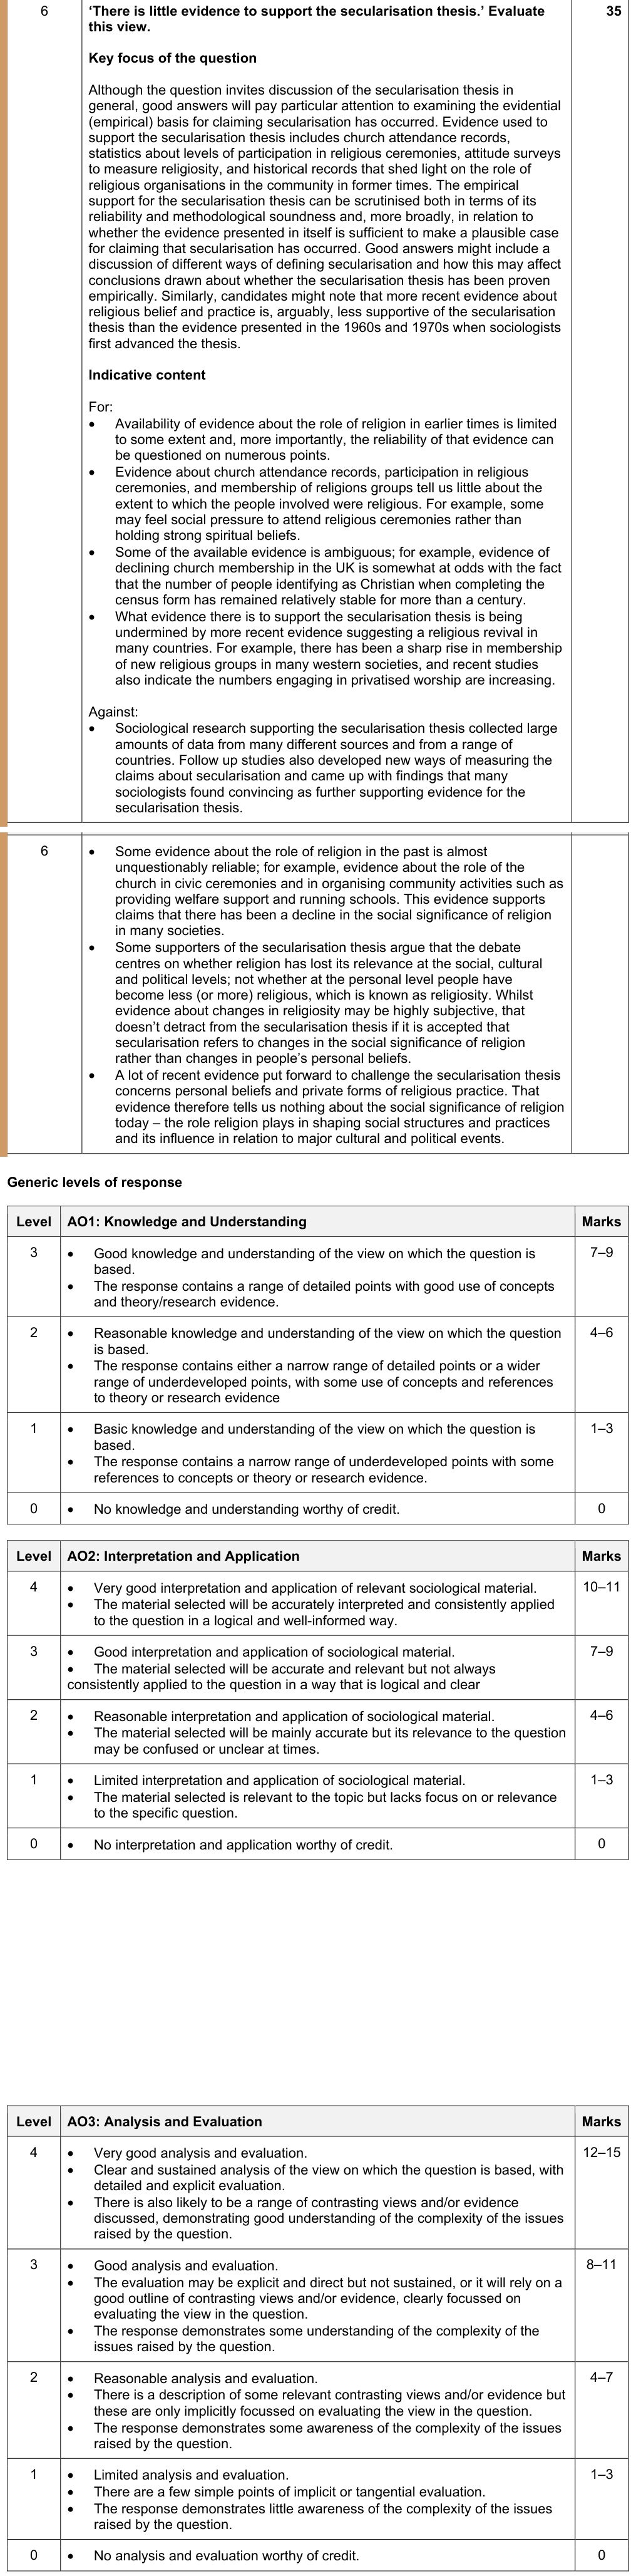 6 ‘There is little evidence to support the secularisation thesis.’ Evaluate 35
this view.
Key focus of the question
Although the question invites discussion of the secularisation thesis in
general, good answers will pay particular attention to examining the evidential
(empirical) basis for claiming secularisation has occurred. Evidence used to
support the secularisation thesis includes church attendance records,
statistics about levels of participation in religious ceremonies, attitude surveys
to measure religiosity, and historical records that shed light on the role of
religious organisations in the community in former times. The empirical
support for the secularisation thesis can be scrutinised both in terms of its
reliability and methodological soundness and, more broadly, in relation to
whether the evidence presented in itself is sufficient to make a plausible case
for claiming that secularisation has occurred. Good answers might include a
discussion of different ways of defining secularisation and how this may affect
conclusions drawn about whether the secularisation thesis has been proven
empirically. Similarly, candidates might note that more recent evidence about
religious belief and practice is, arguably, less supportive of the secularisation
thesis than the evidence presented in the 1960s and 1970s when sociologists
first advanced the thesis.
Indicative content
For:
• Availability of evidence about the role of religion in earlier times is limited
to some extent and, more importantly, the reliability of that evidence can
be questioned on numerous points.
• Evidence about church attendance records, participation in religious
ceremonies, and membership of religions groups tell us little about the
extent to which the people involved were religious. For example, some
may feel social pressure to attend religious ceremonies rather than
holding strong spiritual beliefs.
• Some of the available evidence is ambiguous; for example, evidence of
declining church membership in the UK is somewhat at odds with the fact
that the number of people identifying as Christian when completing the
census form has remained relatively stable for more than a century.
• What evidence there is to support the secularisation thesis is being
undermined by more recent evidence suggesting a religious revival in
many countries. For example, there has been a sharp rise in membership
of new religious groups in many western societies, and recent studies
also indicate the numbers engaging in privatised worship are increasing.
Against:
• Sociological research supporting the secularisation thesis collected large
amounts of data from many different sources and from a range of
countries. Follow up studies also developed new ways of measuring the
claims about secularisation and came up with findings that many
sociologists found convincing as further supporting evidence for the
secularisation thesis.
6 • Some evidence about the role of religion in the past is almost
unquestionably reliable; for example, evidence about the role of the
church in civic ceremonies and in organising community activities such as
providing welfare support and running schools. This evidence supports
claims that there has been a decline in the social significance of religion
in many societies.
• Some supporters of the secularisation thesis argue that the debate
centres on whether religion has lost its relevance at the social, cultural
and political levels; not whether at the personal level people have
become less (or more) religious, which is known as religiosity. Whilst
evidence about changes in religiosity may be highly subjective, that
doesn’t detract from the secularisation thesis if it is accepted that
secularisation refers to changes in the social significance of religion
rather than changes in people’s personal beliefs.
• A lot of recent evidence put forward to challenge the secularisation thesis
concerns personal beliefs and private forms of religious practice. That
evidence therefore tells us nothing about the social significance of religion
today – the role religion plays in shaping social structures and practices
and its influence in relation to major cultural and political events.
Generic levels of response
Level AO1: Knowledge and Understanding Marks
3 • Good knowledge and understanding of the view on which the question is 7–9
based.
• The response contains a range of detailed points with good use of concepts
and theory/research evidence.
2 • Reasonable knowledge and understanding of the view on which the question 4–6
is based.
• The response contains either a narrow range of detailed points or a wider
range of underdeveloped points, with some use of concepts and references
to theory or research evidence
1 • Basic knowledge and understanding of the view on which the question is 1–3
based.
• The response contains a narrow range of underdeveloped points with some
references to concepts or theory or research evidence.
0 • No knowledge and understanding worthy of credit. 0
Level AO2: Interpretation and Application Marks
4 • Very good interpretation and application of relevant sociological material. 10–11
• The material selected will be accurately interpreted and consistently applied
to the question in a logical and well-informed way.
3 • Good interpretation and application of sociological material. 7–9
• The material selected will be accurate and relevant but not always
consistently applied to the question in a way that is logical and clear
2 • Reasonable interpretation and application of sociological material. 4–6
• The material selected will be mainly accurate but its relevance to the question
may be confused or unclear at times.
1 • Limited interpretation and application of sociological material. 1–3
• The material selected is relevant to the topic but lacks focus on or relevance
to the specific question.
0 • No interpretation and application worthy of credit. 0
Level AO3: Analysis and Evaluation Marks
4 • Very good analysis and evaluation. 12–15
• Clear and sustained analysis of the view on which the question is based, with
detailed and explicit evaluation.
• There is also likely to be a range of contrasting views and/or evidence
discussed, demonstrating good understanding of the complexity of the issues
raised by the question.
3 • Good analysis and evaluation. 8–11
• The evaluation may be explicit and direct but not sustained, or it will rely on a
good outline of contrasting views and/or evidence, clearly focussed on
evaluating the view in the question.
• The response demonstrates some understanding of the complexity of the
issues raised by the question.
2 • Reasonable analysis and evaluation. 4–7
• There is a description of some relevant contrasting views and/or evidence but
these are only implicitly focussed on evaluating the view in the question.
• The response demonstrates some awareness of the complexity of the issues
raised by the question.
1 • Limited analysis and evaluation. 1–3
• There are a few simple points of implicit or tangential evaluation.
• The response demonstrates little awareness of the complexity of the issues
raised by the question.
0 • No analysis and evaluation worthy of credit. 0